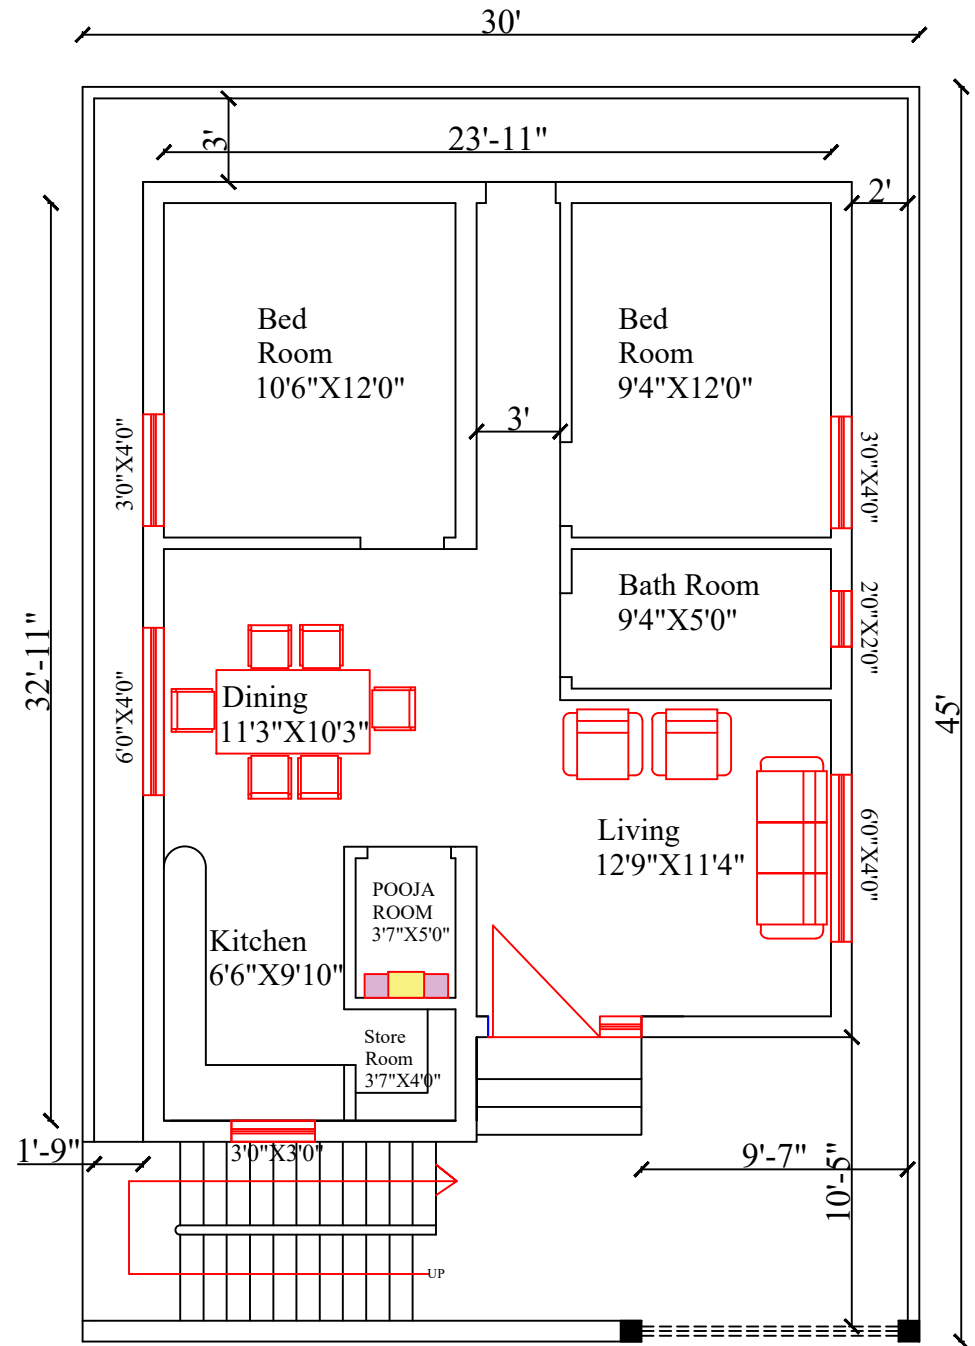 30'
3'
23'-11"
2'
Bed
Room
10'6"X12'0"
Bed
Room
9'4"X12'0"
3'
3'0"X4'0"
3'0"X4'0"
Bath Room
9'4"X5'0"
2'0"X2'0"
32'-11"
45'
Dining
11'3"X10'3"
6'0"X4'0"
Living
12'9"X11'4"
6'0"X4'0"
POOJA
ROOM
3'7"X5'0"
Kitchen
6'6"X9'10"
Store
Room
3'7"X4'0"
1'-9"
3'0"X3'0"
9'-7"
10'-5"
UP